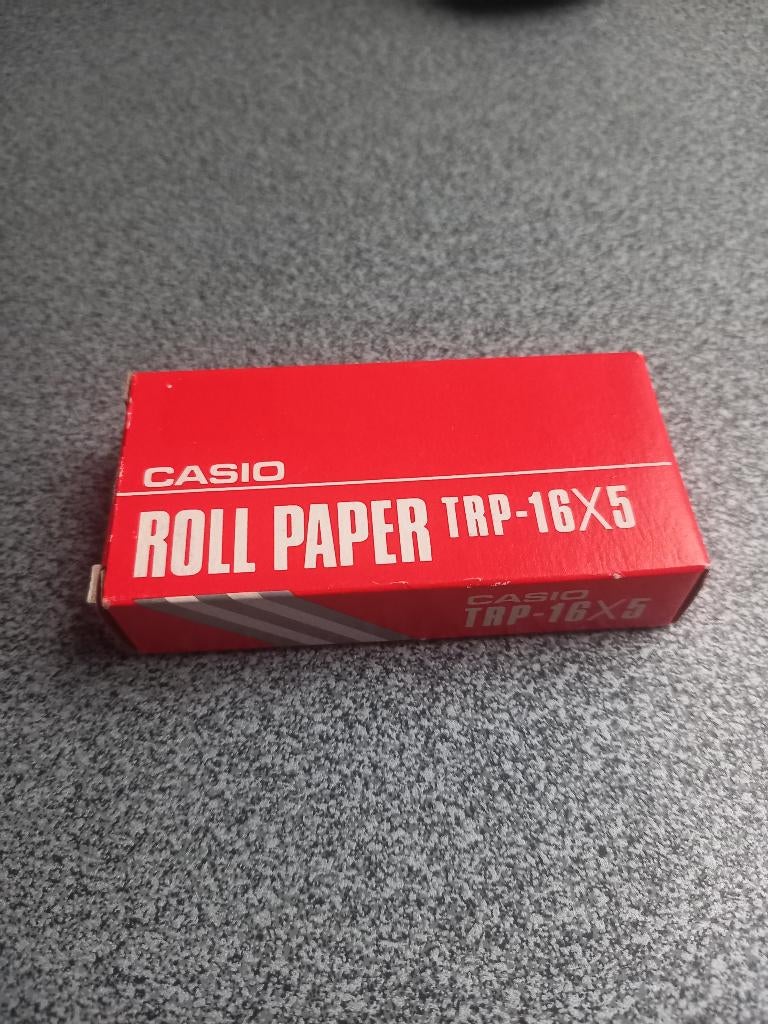 CASIO
ROLL PAPER TRP-16X5
CASIO
TRP-16X5